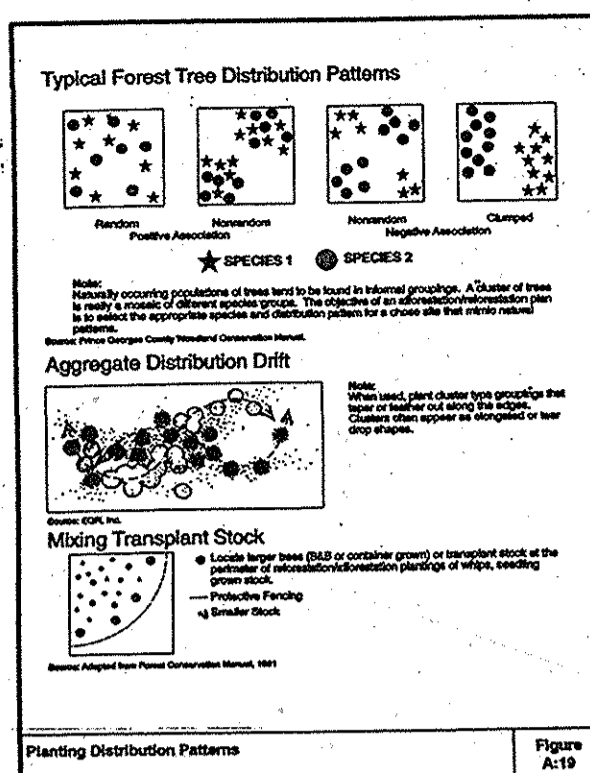 Typical Forest Tree Distribution Patterns
Random Nonrandom Nonrandom Clumped
Positive Association Negative Association
SPECIES 1 SPECIES 2
Note:
Naturally occurring populations of trees tend to be found in informal groupings. A cluster of trees
is really a mosaic of different species groups. The objective of an afforestation/reforestation plan
is to select the appropriate species and distribution pattern for a chose site that mimic natural
patterns.
Source: Prince Georges County Woodland Conservation Manual.
Aggregate Distribution Drift
Note:
When used, plant cluster type groupings that
taper or feather out along the edges.
Clusters often appear as elongated or tear
drop shapes.
Source: EQR, Inc.
Mixing Transplant Stock
Locate larger trees (B&B or container grown) or transplant stock at the
perimeter of reforestation/afforestation plantings of whips, seedling
grown stock.
Protective Fencing
Smaller Stock
Source: Adapted from Forest Conservation Manual, 1991
Planting Distribution Patterns
Figure
A:19